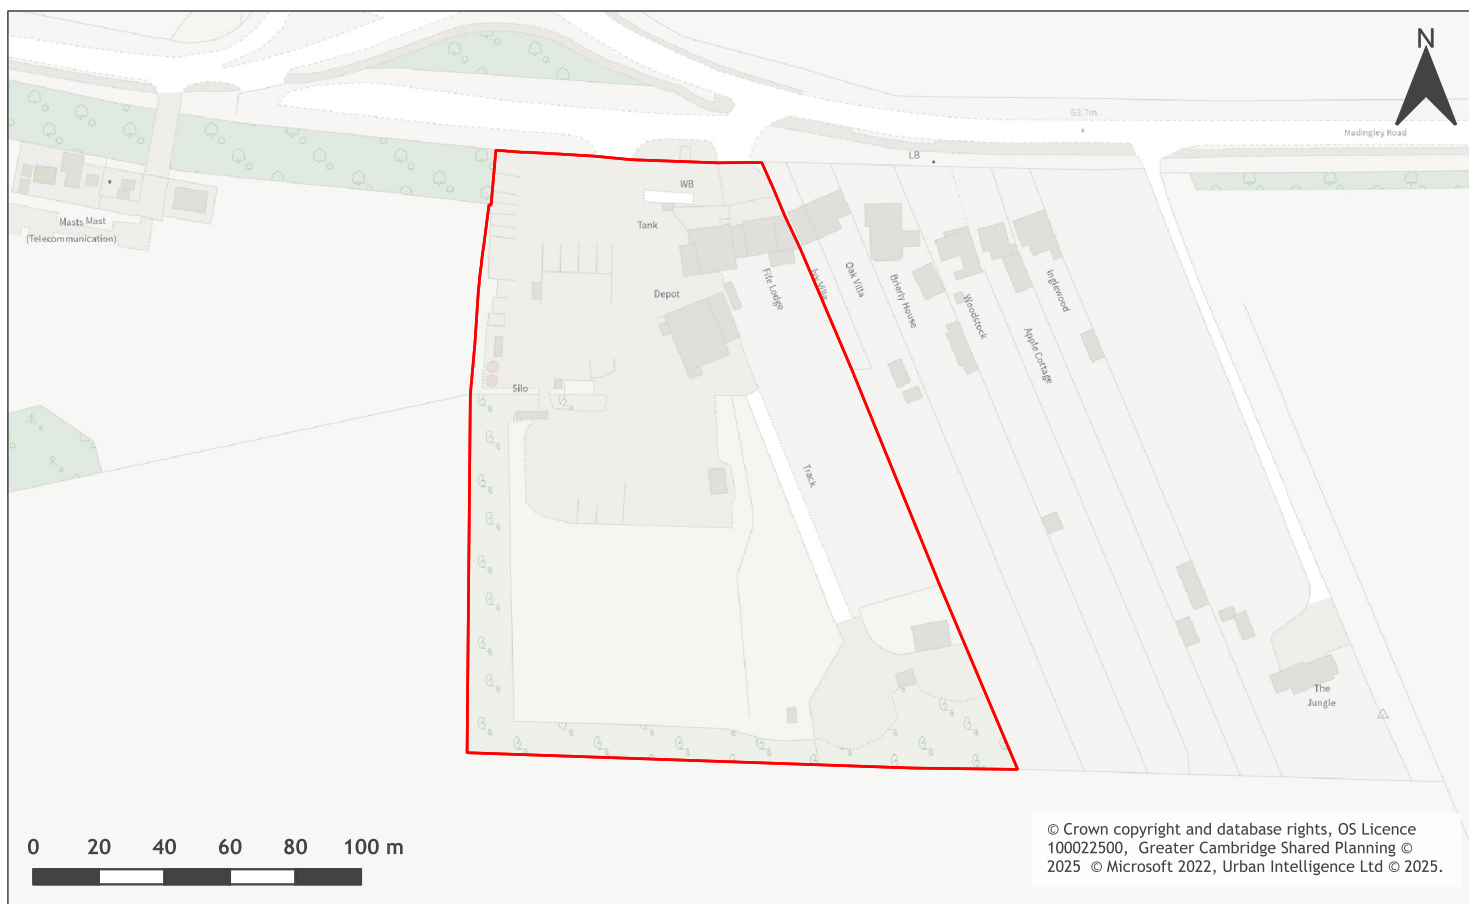 N
63.7m
Madingley Road
LB
WB
Masts Mast
(Telecommunication)
Tank
Depot
Fife Lodge
Villa
Oak Villa
Brierly House
Woodstock
Apple Cottage
Inglewood
Silo
Track
The
Jungle
0 20 40 60 80 100 m
© Crown copyright and database rights, OS Licence
100022500, Greater Cambridge Shared Planning ©
2025 © Microsoft 2022, Urban Intelligence Ltd © 2025.